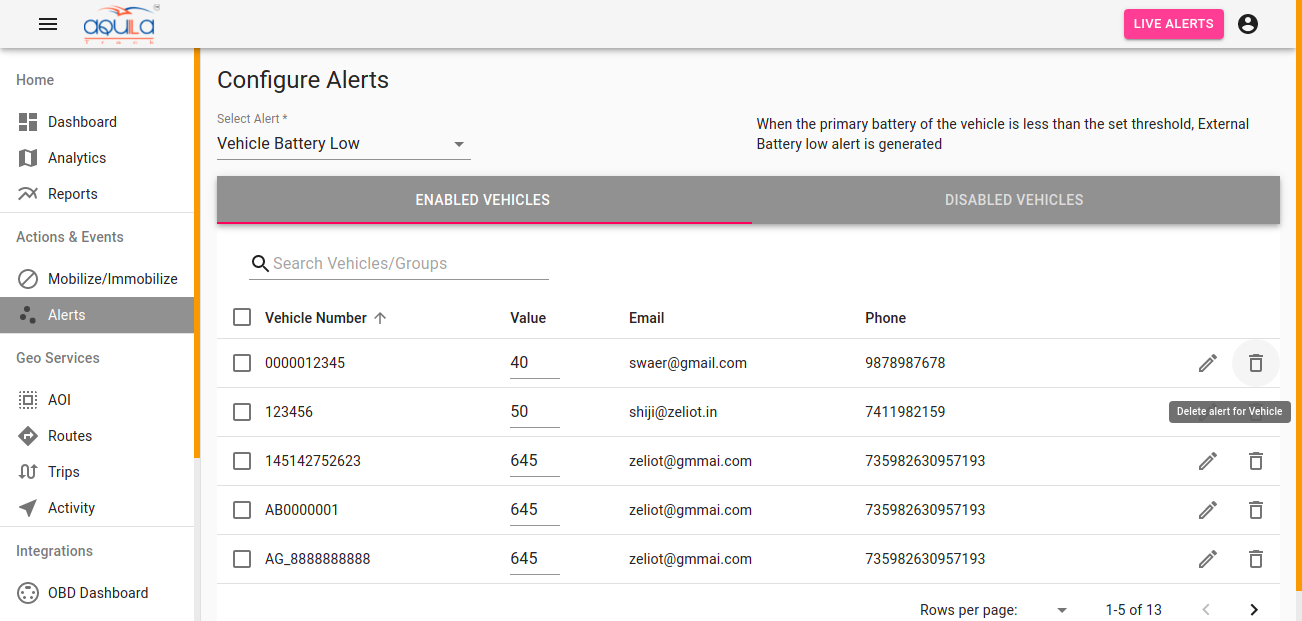 aquila
Track
LIVE ALERTS
Home
Dashboard
Analytics
Reports
Actions & Events
Mobilize/Immobilize
Alerts
Geo Services
AOI
Routes
Trips
Activity
Integrations
OBD Dashboard
Configure Alerts
Select Alert *
Vehicle Battery Low
When the primary battery of the vehicle is less than the set threshold, External
Battery low alert is generated
ENABLED VEHICLES DISABLED VEHICLES
Search Vehicles/Groups
Vehicle Number Value Email Phone
0000012345 40 swaer@gmail.com 9878987678
123456 50 shiji@zeliot.in 7411982159
Delete alert for Vehicle
145142752623 645 zeliot@gmmai.com 735982630957193
AB0000001 645 zeliot@gmmai.com 735982630957193
AG_8888888888 645 zeliot@gmmai.com 735982630957193
Rows per page: 1-5 of 13